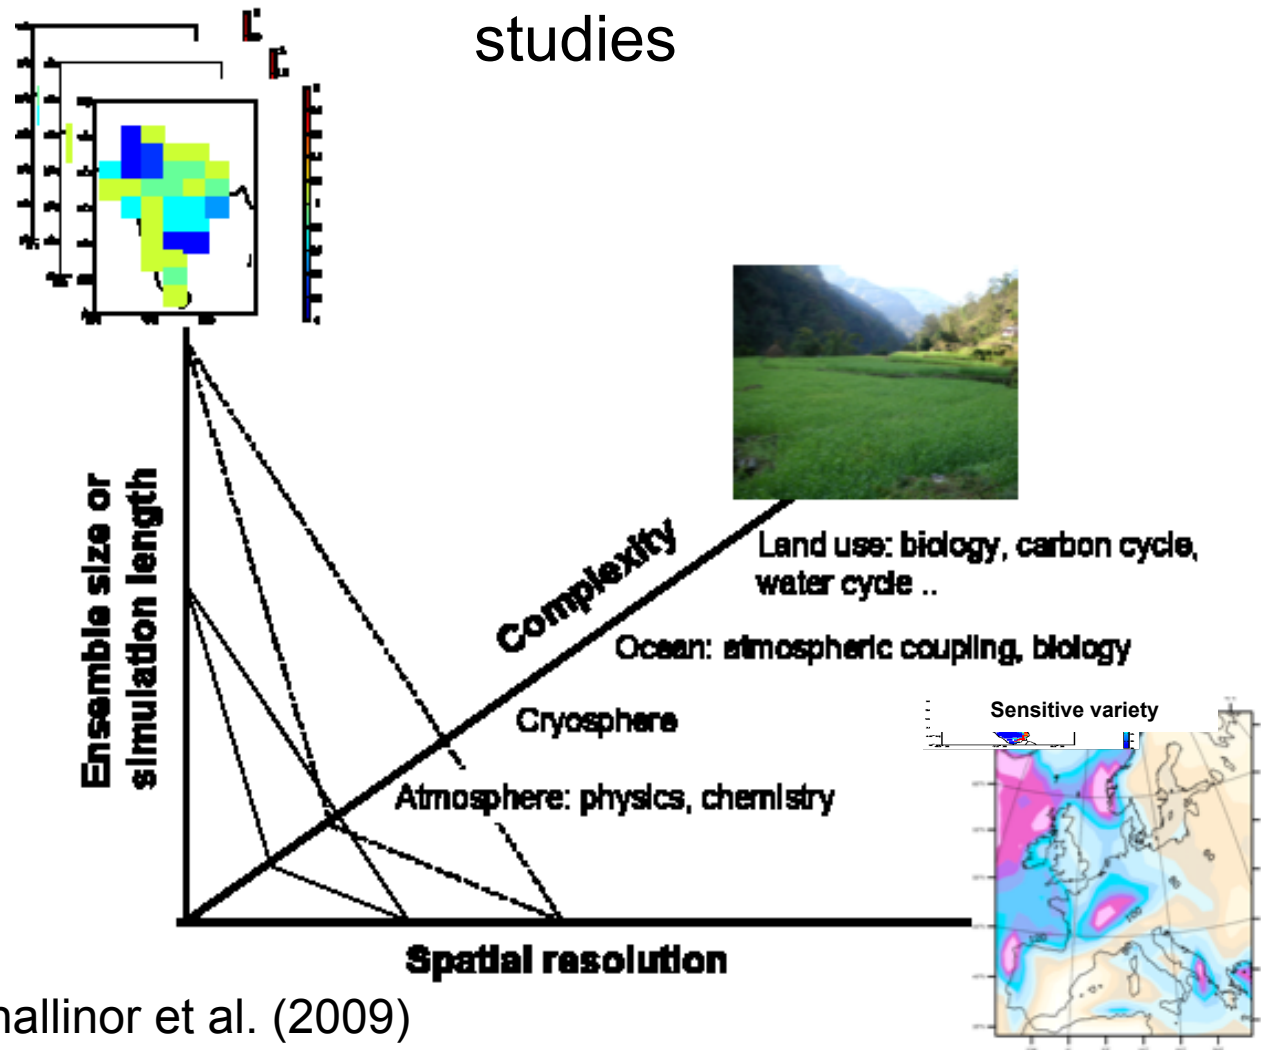 studies
Ensemble size or
simulation length
Complexity
Land use: biology, carbon cycle,
water cycle ..
Ocean: atmospheric coupling, biology
Cryosphere
Sensitive variety
Atmosphere: physics, chemistry
Spatial resolution
hallinor et al. (2009)